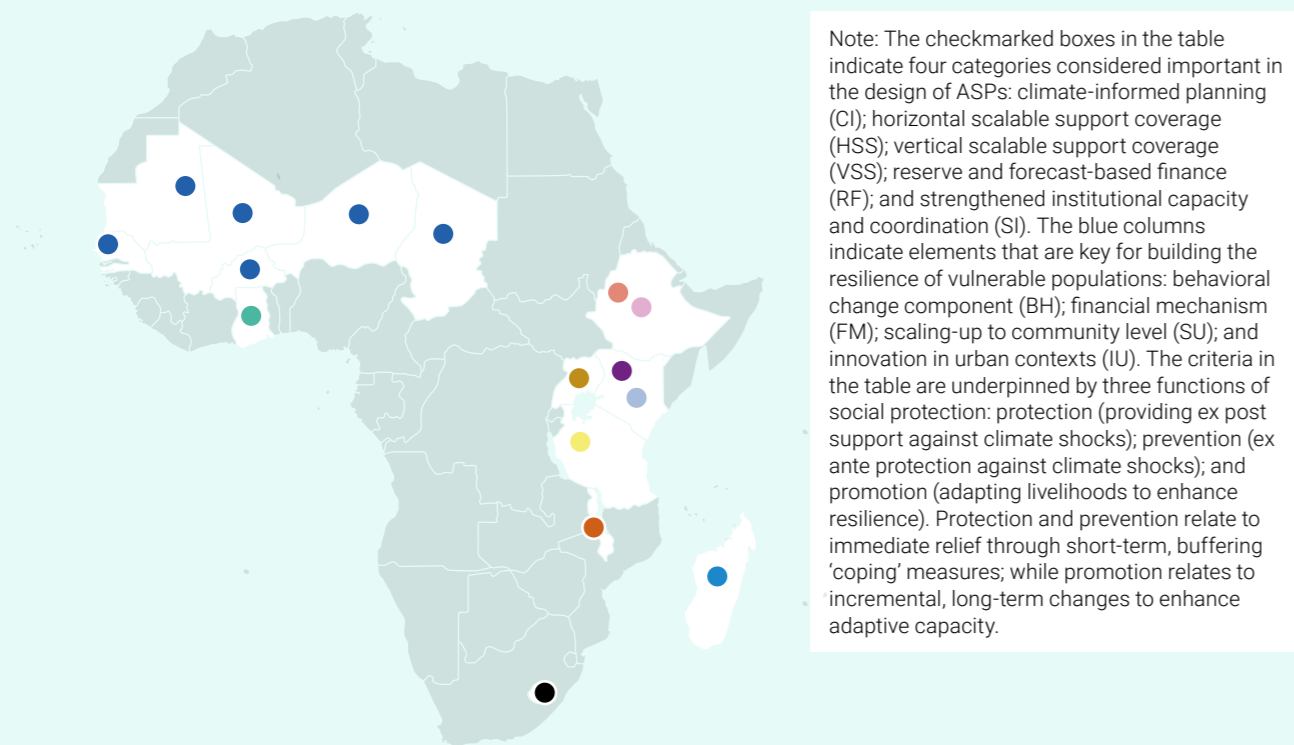 Note: The checkmarked boxes in the table
indicate four categories considered important in
the design of ASPs: climate-informed planning
(CI); horizontal scalable support coverage
(HSS); vertical scalable support coverage
(VSS); reserve and forecast-based finance
(RF); and strengthened institutional capacity
and coordination (SI). The blue columns
indicate elements that are key for building the
resilience of vulnerable populations: behavioral
change component (BH); financial mechanism
(FM); scaling-up to community level (SU); and
innovation in urban contexts (IU). The criteria in
the table are underpinned by three functions of
social protection: protection (providing ex post
support against climate shocks); prevention (ex
ante protection against climate shocks); and
promotion (adapting livelihoods to enhance
resilience). Protection and prevention relate to
immediate relief through short-term, buffering
‘coping’ measures; while promotion relates to
incremental, long-term changes to enhance
adaptive capacity.